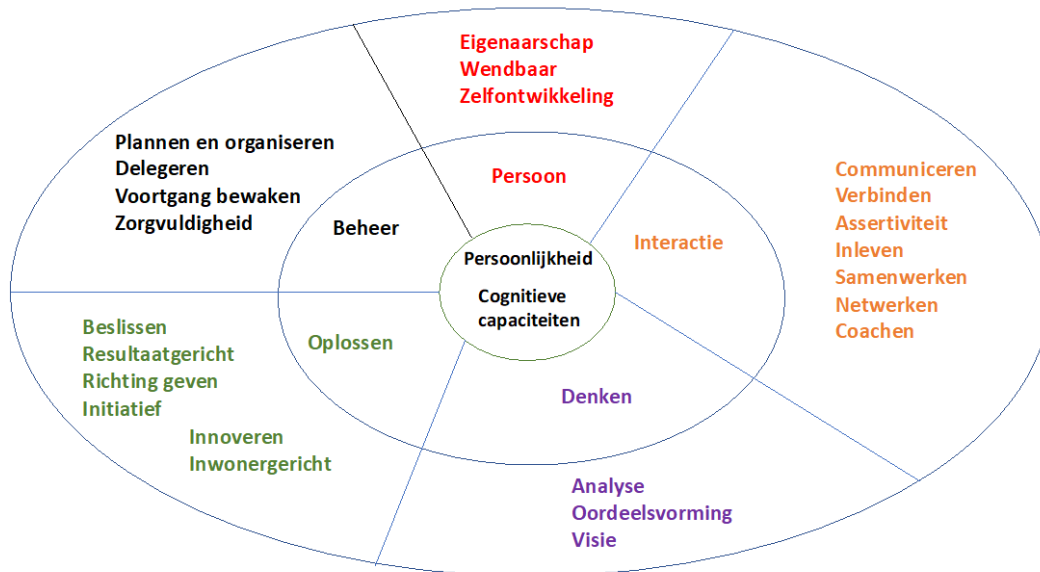 Eigenaarschap
Wendbaar
Zelfontwikkeling
Plannen en organiseren
Delegeren
Voortgang bewaken
Zorgvuldigheid
Persoon
Beheer
Communiceren
Verbinden
Assertiviteit
Inleven
Samenwerken
Netwerken
Coachen
Interactie
Persoonlijkheid
Cognitieve
capaciteiten
Beslissen
Resultaatgericht
Richting geven
Initiatief
Innoveren
Inwonergericht
Oplossen
Denken
Analyse
Oordeelsvorming
Visie